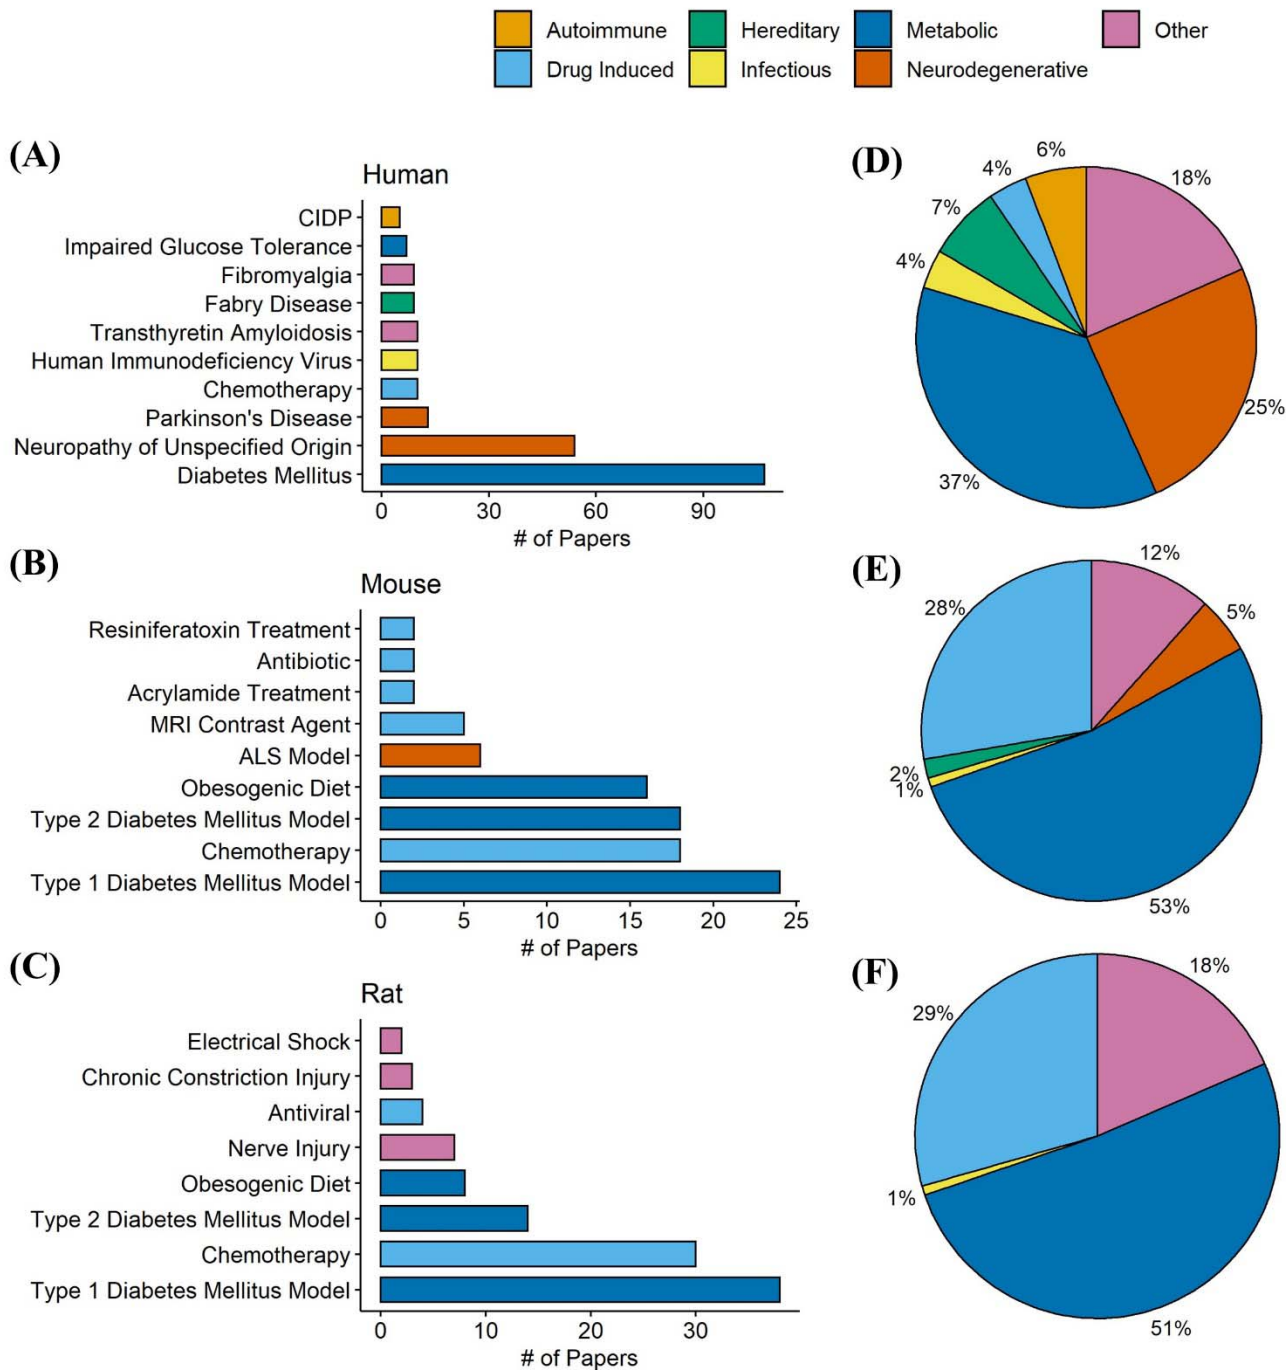 Autoimmune
Hereditary
Metabolic
Other
Drug Induced
Infectious
Neurodegenerative
(A)
Human
CIDP
Impaired Glucose Tolerance
Fibromyalgia
Fabry Disease
Transthyretin Amyloidosis
Human Immunodeficiency Virus
Chemotherapy
Parkinson's Disease
Neuropathy of Unspecified Origin
Diabetes Mellitus
0 30 60 90
# of Papers
(D)
6%
18%
4%
7%
4%
25%
37%
(B)
Mouse
Resiniferatoxin Treatment
Antibiotic
Acrylamide Treatment
MRI Contrast Agent
ALS Model
Obesogenic Diet
Type 2 Diabetes Mellitus Model
Chemotherapy
Type 1 Diabetes Mellitus Model
0 5 10 15 20 25
# of Papers
(E)
12%
28%
5%
2%
1%
53%
(C)
Rat
Electrical Shock
Chronic Constriction Injury
Antiviral
Nerve Injury
Obesogenic Diet
Type 2 Diabetes Mellitus Model
Chemotherapy
Type 1 Diabetes Mellitus Model
0 10 20 30
# of Papers
(F)
18%
29%
1%
51%